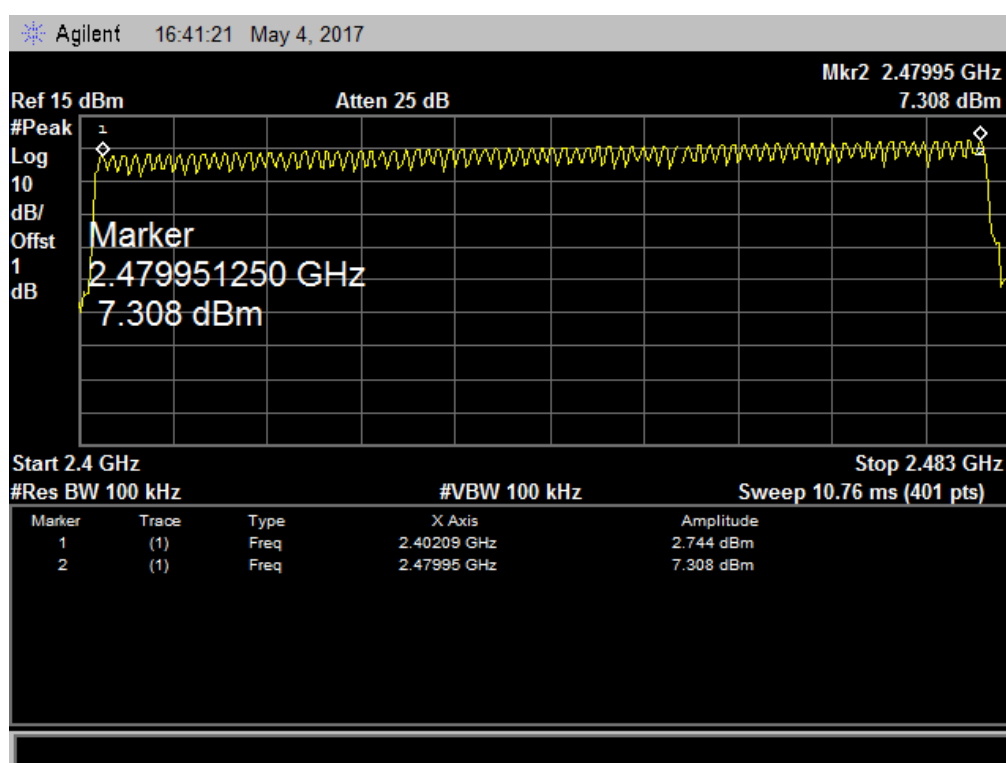 Agilent 16:41:21 May 4, 2017
Mkr2 2.47995 GHz
Ref 15 dBm Atten 25 dB 7.308 dBm
#Peak 1
Log
10
dB/
Offst
1
dB
2
Marker
2.479951250 GHz
7.308 dBm
Start 2.4 GHz Stop 2.483 GHz
#Res BW 100 kHz #VBW 100 kHz Sweep 10.76 ms (401 pts)
Marker Trace Type X Axis Amplitude
1 (1) Freq 2.40209 GHz 2.744 dBm
2 (1) Freq 2.47995 GHz 7.308 dBm